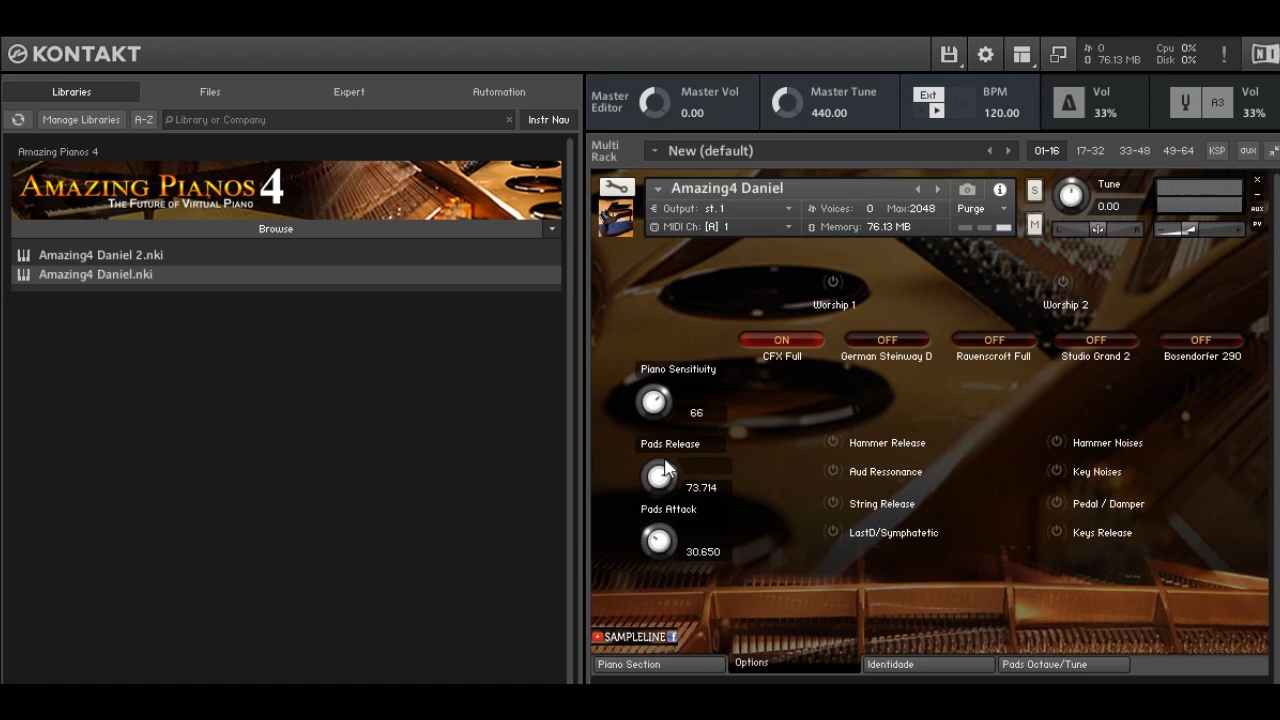 KONTAKT
0
76.13 MB
Cpu 0%
Disk 0%
!
NI
Libraries
Files
Expert
Automation
Manage Libraries
A-Z
Library or Company
×
Instr Nav
Master
Editor
Master Vol
0.00
Master Tune
440.00
Ext
BPM
120.00
Vol
33%
A3
Vol
33%
Multi
Rack
New (default)
01-16
17-32
33-48
49-64
KSP
aux
Amazing Pianos 4
AMAZING PIANOS 4
THE FUTURE OF VIRTUAL PIANO
Browse
Amazing4 Daniel 2.nki
Amazing4 Daniel.nki
Amazing4 Daniel
Output: st.1
Voices: 0 Max: 2048
Purge
MIDI Ch: [A] 1
Memory: 76.13 MB
S
M
Tune
0.00
L
R
-
+
×
-
AUX
PV
Worship 1
Worship 2
ON
OFF
OFF
OFF
OFF
CFX Full
German Steinway D
Ravenscroft Full
Studio Grand 2
Bosendorfer 290
Piano Sensitivity
66
Pads Release
73.714
Pads Attack
30.650
Hammer Release
Hammer Noises
Aud Ressonance
Key Noises
String Release
Pedal / Damper
LastD/Symphatetic
Keys Release
SAMPLELINE f
Piano Section
Options
Identidade
Pads Octave/Tune